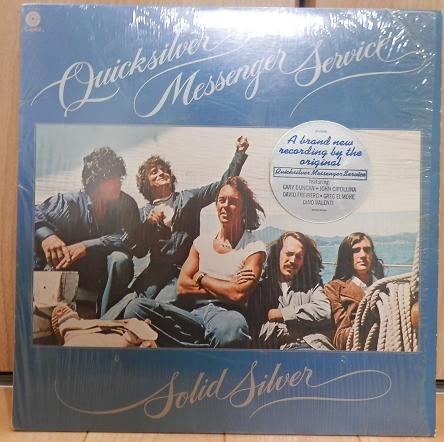 Quicksilver
Messenger Service
A brand new
recording by the
original
Quicksilver Messenger Service
Featuring:
GARY DUNCAN • JOHN CIPOLLINA
DAVID FREIBERG • GREG ELMORE
DINO VALENTI
Solid Silver